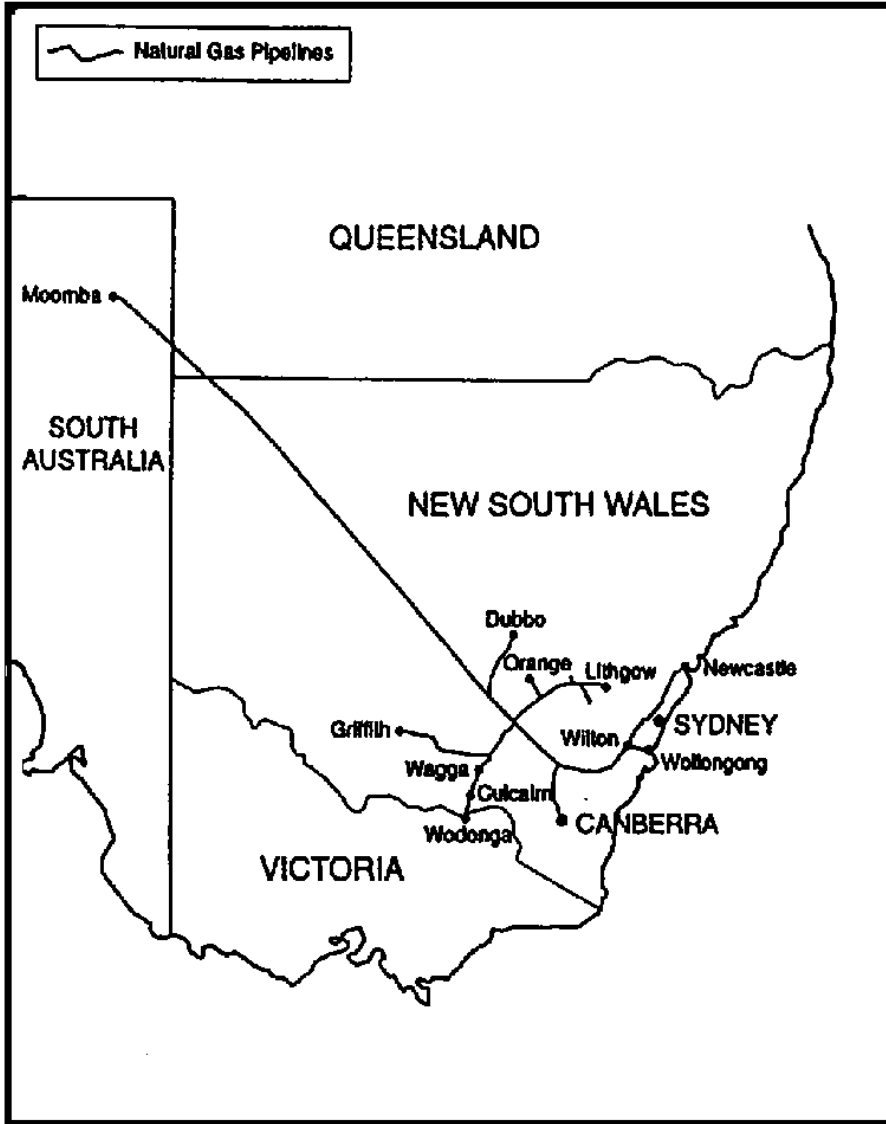 Natural Gas Pipelines
QUEENSLAND
Moomba
SOUTH
AUSTRALIA
NEW SOUTH WALES
Dubbo
Orange
Lithgow
Newcastle
Griffith
SYDNEY
Wilton
Wollongong
Wagga
Culcairn
CANBERRA
Wodonga
VICTORIA